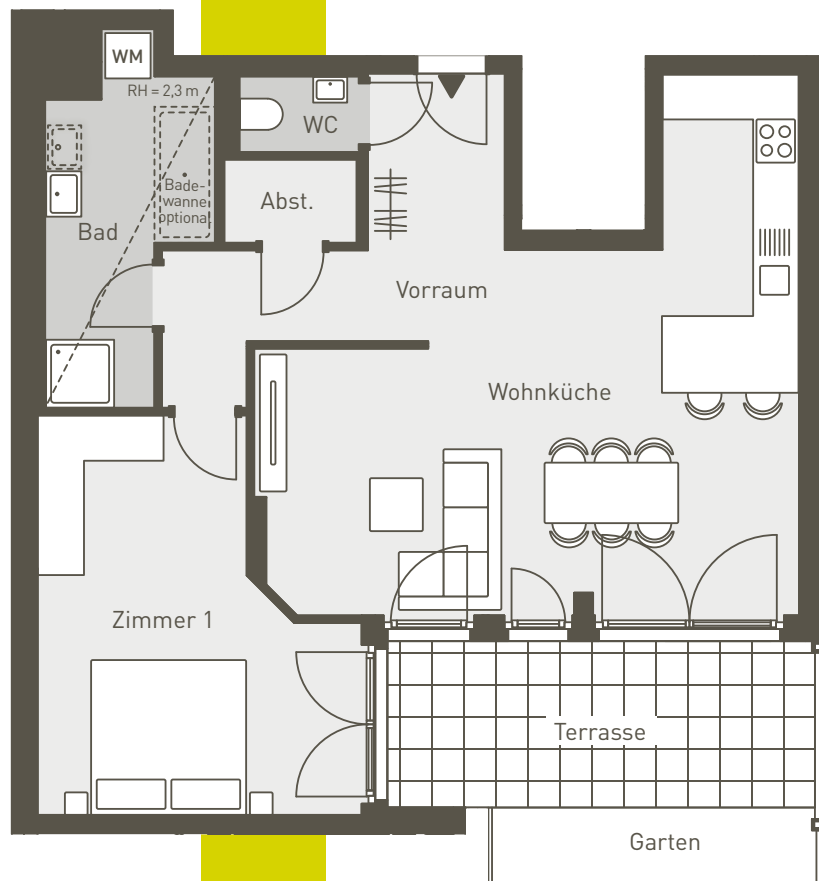 WM
RH = 2,3 m
WC
Bade-
wanne
optional
Abst.
Bad
Vorraum
Wohnküche
Zimmer 1
Terrasse
Garten